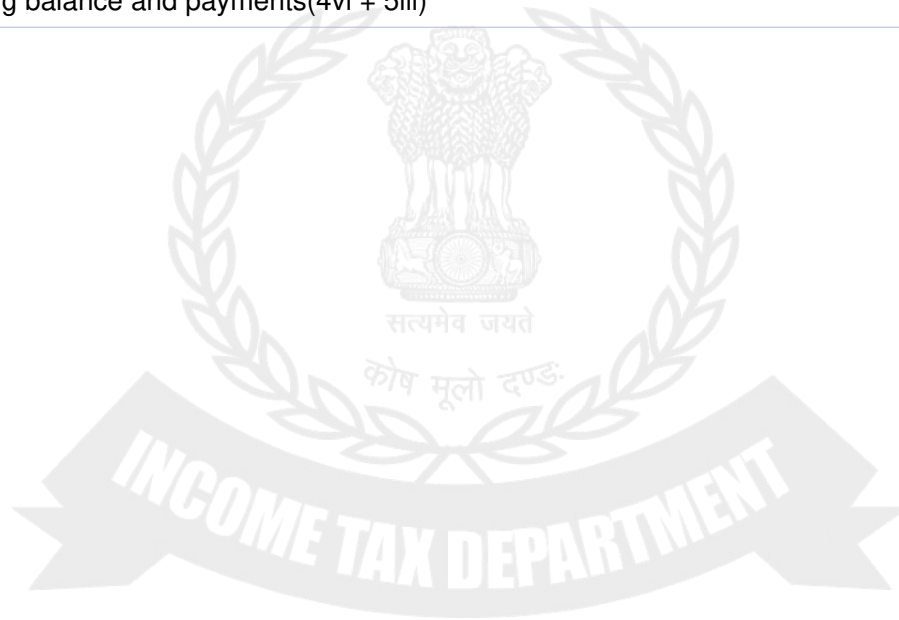 g balance and payments(4vi + 5iii)
सत्यमेव जयते
कोष मूलो दण्डः
INCOME TAX DEPARTMENT